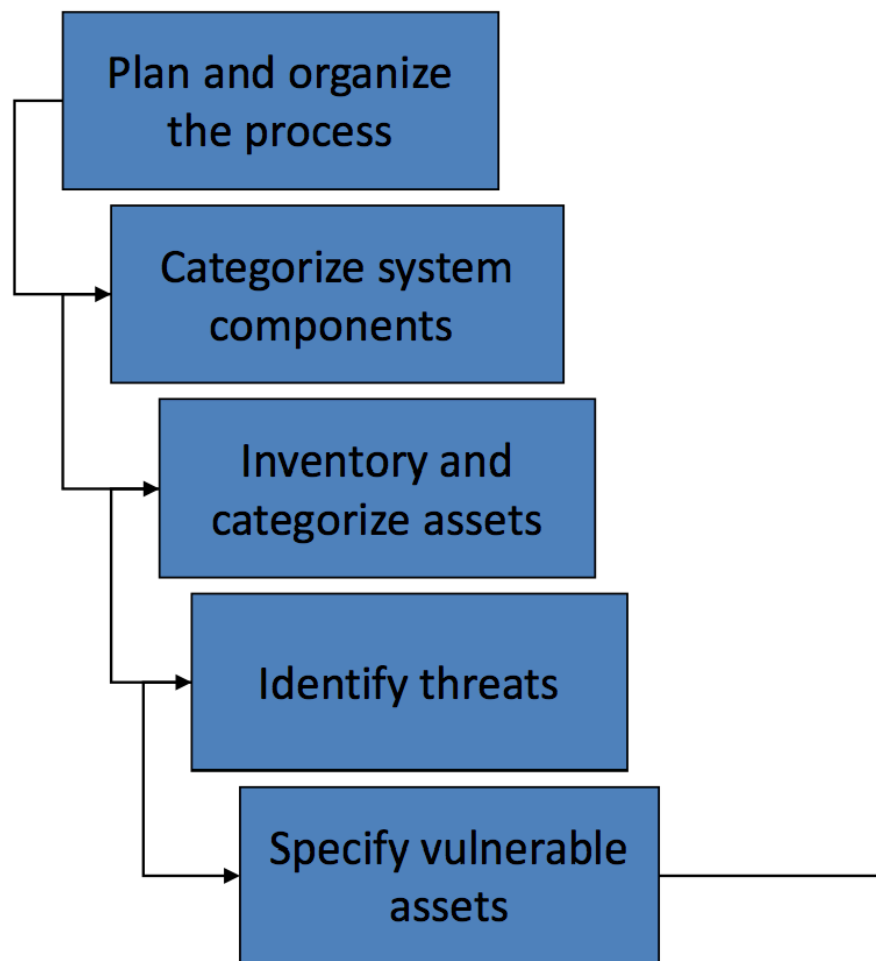 Plan and organize
the process
Categorize system
components
Inventory and
categorize assets
Identify threats
Specify vulnerable
assets